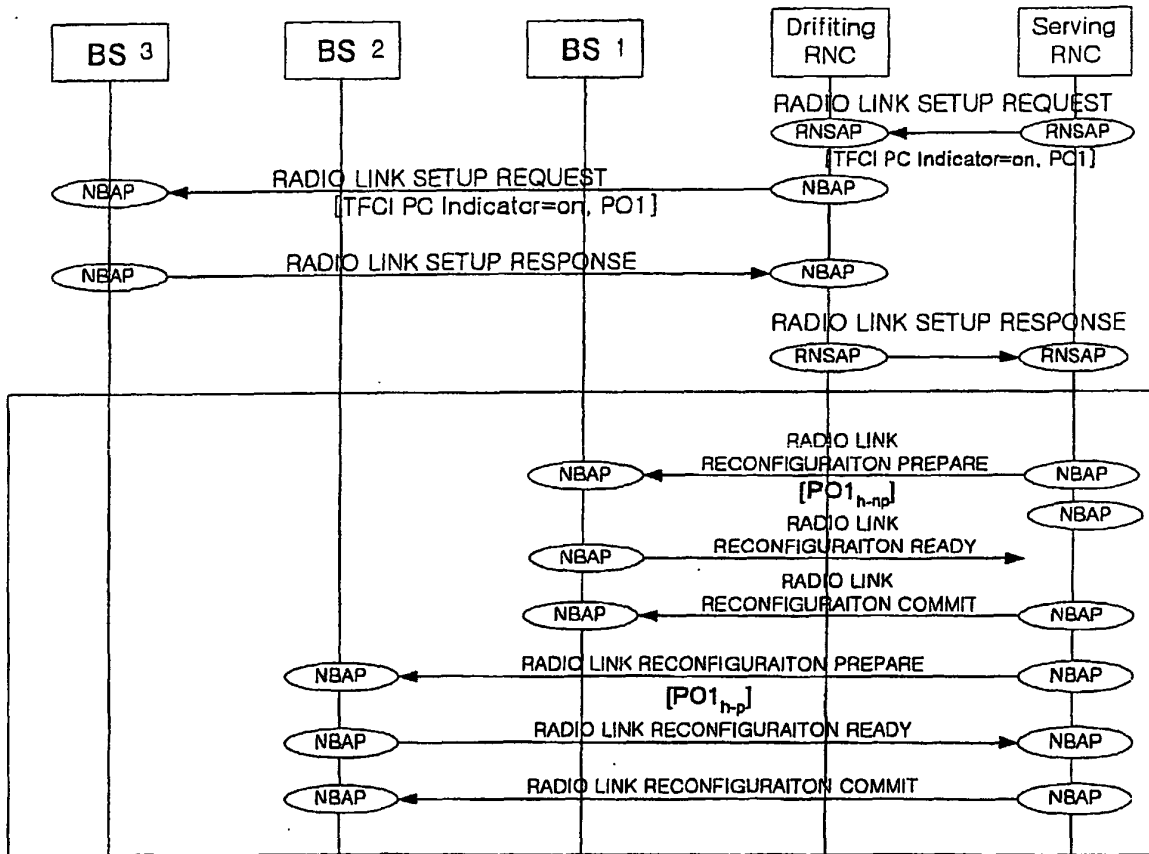 BS 3
BS 2
BS 1
Drifiting
RNC
Serving
RNC
RADIO LINK SETUP REQUEST
RNSAP
RNSAP
[TFCI PC Indicator=on, PO1]
RADIO LINK SETUP REQUEST
NBAP
NBAP
[TFCI PC Indicator=on, PO1]
RADIO LINK SETUP RESPONSE
NBAP
NBAP
RADIO LINK SETUP RESPONSE
RNSAP
RNSAP
RADIO LINK
RECONFIGURAITON PREPARE
NBAP
NBAP
[PO1h-np]
NBAP
RADIO LINK
RECONFIGURAITON READY
NBAP
RADIO LINK
RECONFIGURAITON COMMIT
NBAP
NBAP
RADIO LINK RECONFIGURAITON PREPARE
NBAP
NBAP
[PO1h-p]
RADIO LINK RECONFIGURAITON READY
NBAP
NBAP
RADIO LINK RECONFIGURAITON COMMIT
NBAP
NBAP